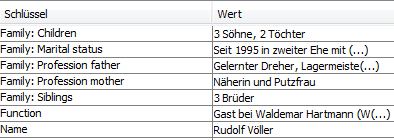 Schlüssel Wert
Family: Children 3 Söhne, 2 Töchter
Family: Marital status Seit 1995 in zweiter Ehe mit (...)
Family: Profession father Gelernter Dreher, Lagermeiste(...)
Family: Profession mother Näherin und Putzfrau
Family: Siblings 3 Brüder
Function Gast bei Waldemar Hartmann (W(...)
Name Rudolf Völler